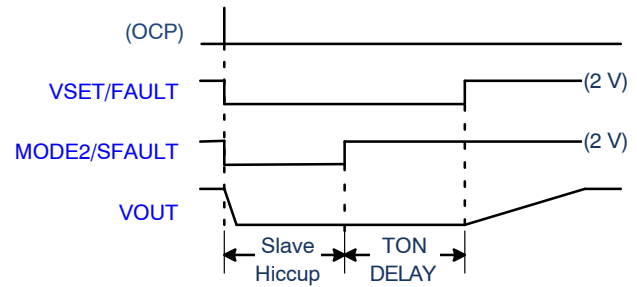 (OCP)
VSET/FAULT
(2 V)
MODE2/SFAULT
(2 V)
VOUT
Slave
Hiccup
TON
DELAY